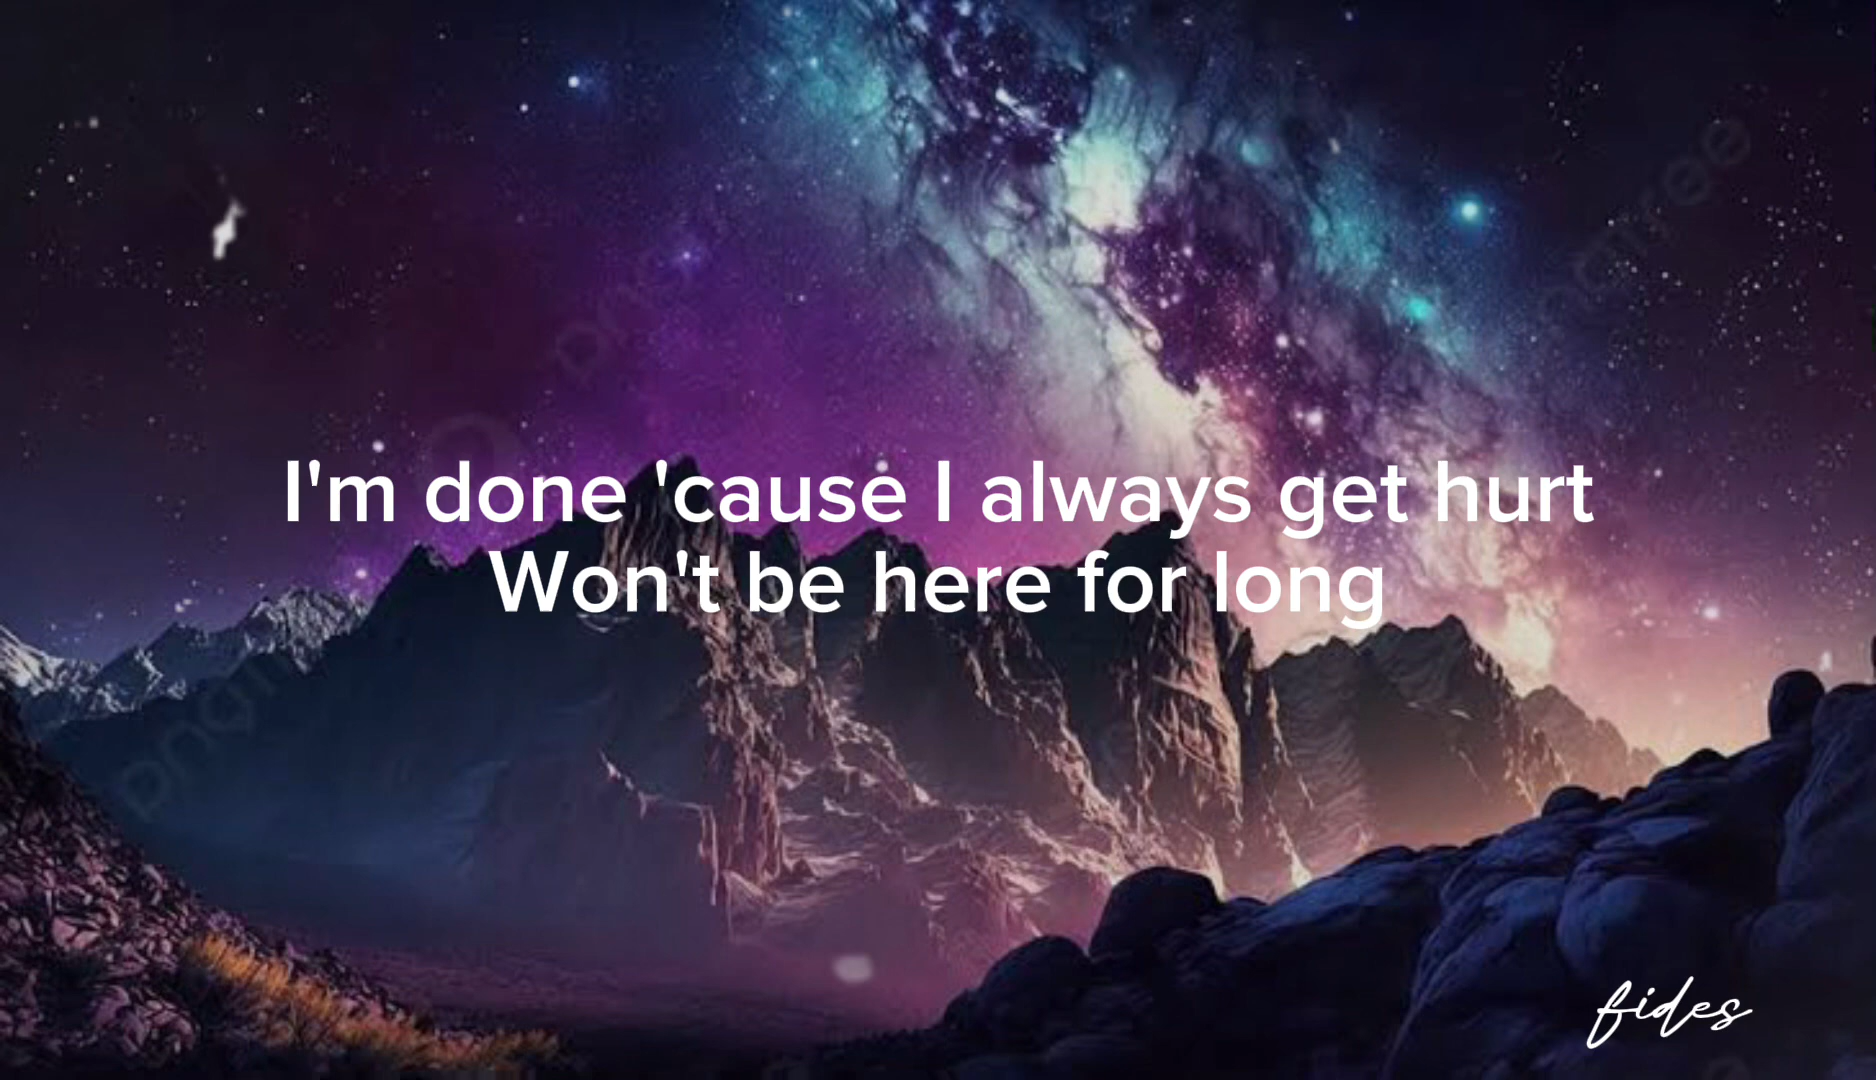 I'm done 'cause I always get hurt
Won't be here for long
fides